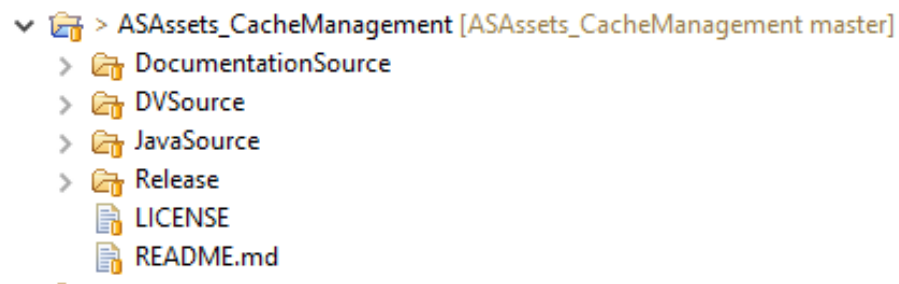 > ASAssets_CacheManagement [ASAssets_CacheManagement master]
DocumentationSource
DVSource
JavaSource
Release
LICENSE
README.md